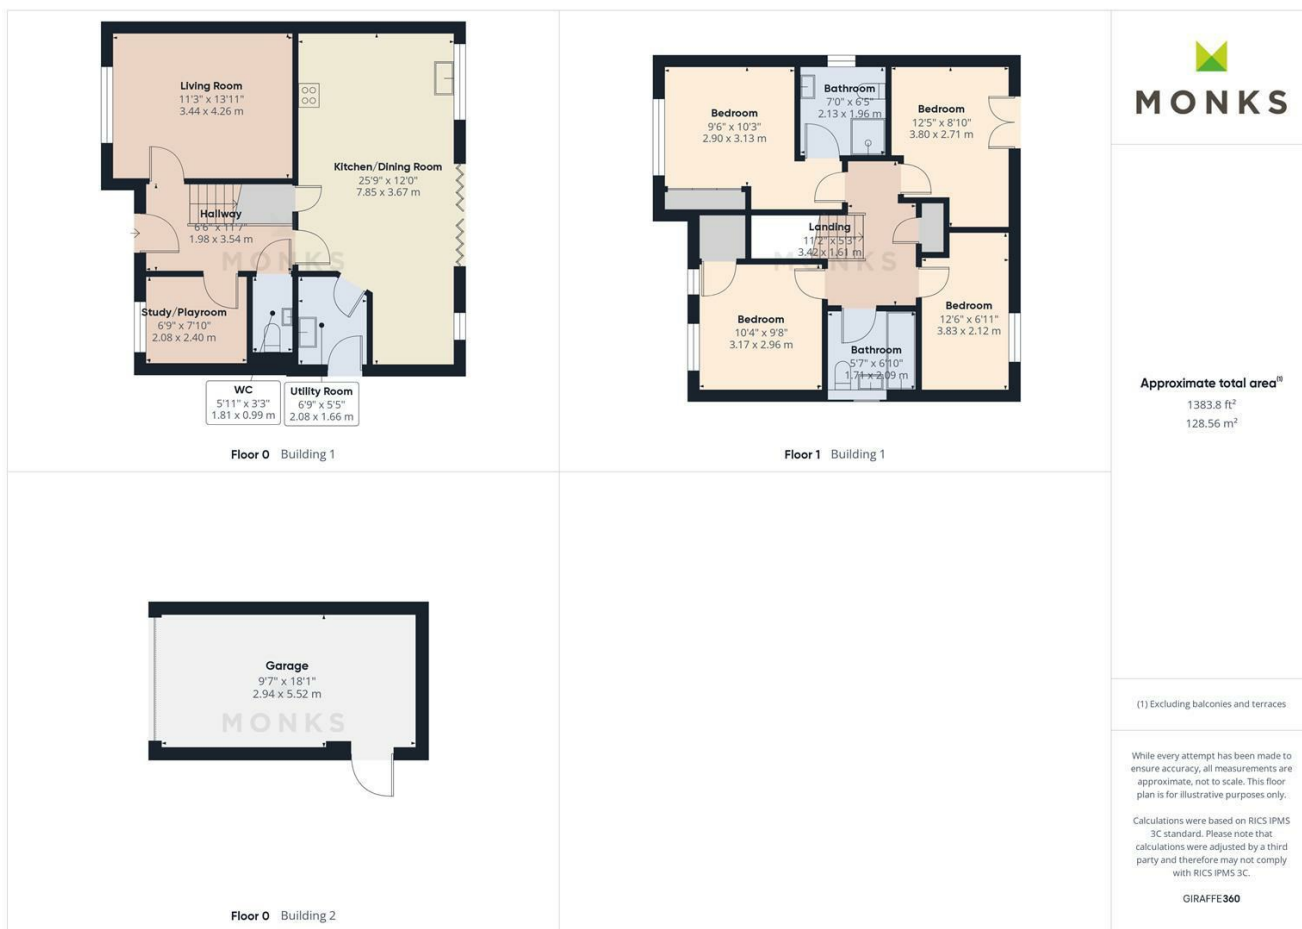 Living Room
11'3" x 13'11"
3.44 x 4.26 m
Kitchen/Dining Room
25'9" x 12'0"
7.85 x 3.67 m
Hallway
6'6" x 11'7"
1.98 x 3.54 m
MONKS
Study/Playroom
6'9" x 7'10"
2.08 x 2.40 m
WC
5'11" x 3'3"
1.81 x 0.99 m
Utility Room
6'9" x 5'5"
2.08 x 1.66 m
Floor 0 Building 1
Bedroom
9'6" x 10'3"
2.90 x 3.13 m
Bathroom
7'0" x 6'5"
2.13 x 1.96 m
Bedroom
12'5" x 8'10"
3.80 x 2.71 m
Landing
11'2" x 5'3"
3.42 x 1.61 m
MONKS
Bedroom
10'4" x 9'8"
3.17 x 2.96 m
Bathroom
5'7" x 6'10"
1.71 x 2.09 m
Bedroom
12'6" x 6'11"
3.83 x 2.12 m
Floor 1 Building 1
Garage
9'7" x 18'1"
2.94 x 5.52 m
MONKS
Floor 0 Building 2
MONKS
Approximate total area(1)
1383.8 ft²
128.56 m²
(1) Excluding balconies and terraces
While every attempt has been made to
ensure accuracy, all measurements are
approximate, not to scale. This floor
plan is for illustrative purposes only.
Calculations were based on RICS IPMS
3C standard. Please note that
calculations were adjusted by a third
party and therefore may not comply
with RICS IPMS 3C.
GIRAFFE360